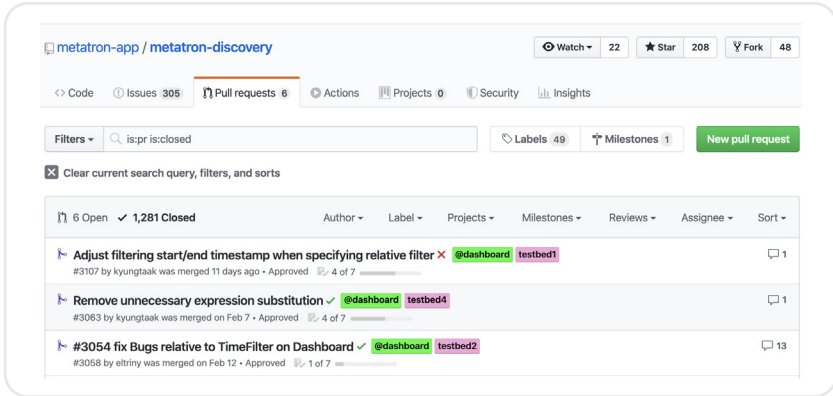 metatron-app / metatron-discovery
Watch 22 Star 208 Fork 48
Code Issues 305 Pull requests 6 Actions Projects 0 Security Insights
Filters is:pr is:closed Labels 49 Milestones 1 New pull request
Clear current search query, filters, and sorts
6 Open 1,281 Closed Author Label Projects Milestones Reviews Assignee Sort
Adjust filtering start/end timestamp when specifying relative filter @dashboard testbed1 1
#3107 by kyungtaak was merged 11 days ago • Approved 4 of 7
Remove unnecessary expression substitution @dashboard testbed4 1
#3063 by kyungtaak was merged on Feb 7 • Approved 4 of 7
#3054 fix Bugs relative to TimeFilter on Dashboard @dashboard testbed2 13
#3058 by eltriny was merged on Feb 12 • Approved 1 of 7